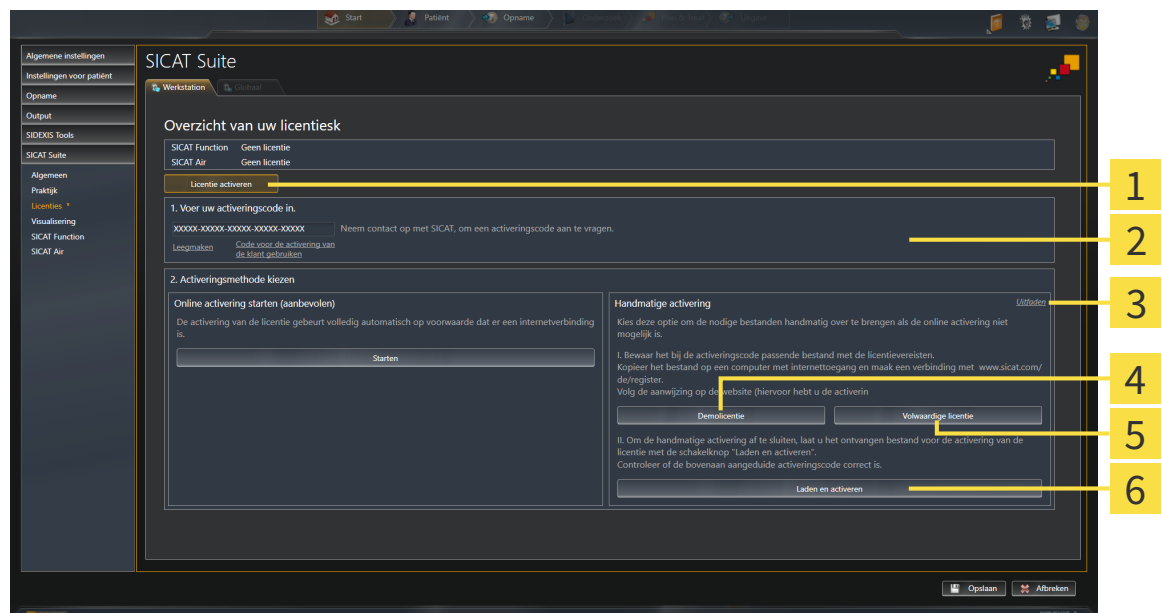 Start
Patiënt
Opname
Algemene instellingen
Instellingen voor patiënt
Opname
Output
SIDEXIS Tools
SICAT Suite
Algemeen
Praktijk
Licenties *
Visualisering
SICAT Function
SICAT Air
SICAT Suite
Werkstation
Globaal
Overzicht van uw licentiesk
SICAT Function Geen licentie
SICAT Air Geen licentie
Licentie activeren
1. Voer uw activeringscode in.
XXXXX-XXXXX-XXXXX-XXXXX-XXXXX Neem contact op met SICAT, om een activeringscode aan te vragen.
Leegmaken
Code voor de activering van
de klant gebruiken
2. Activeringsmethode kiezen
Online activering starten (aanbevolen)
De activering van de licentie gebeurt volledig automatisch op voorwaarde dat er een internetverbinding
is.
Starten
Handmatige activering
Uitfaden
Kies deze optie om de nodige bestanden handmatig over te brengen als de online activering niet
mogelijk is.
I. Bewaar het bij de activeringscode passende bestand met de licentievereisten.
Kopieer het bestand op een computer met internettoegang en maak een verbinding met www.sicat.com/
de/register.
Volg de aanwijzing op de website (hiervoor hebt u de activerin
Demolicentie
Volwaardige licentie
II. Om de handmatige activering af te sluiten, laat u het ontvangen bestand voor de activering van de
licentie met de schakelknop "Laden en activeren".
Controleer of de bovenaan aangeduide activeringscode correct is.
Laden en activeren
Opslaan
Afbreken
1
2
3
4
5
6